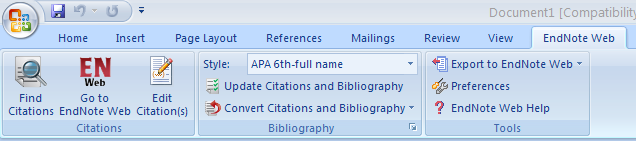 Document1 [Compatibility
Home Insert Page Layout References Mailings Review View EndNote Web
Find Citations
EN Web Go to EndNote Web
Edit Citation(s)
Citations
Style: APA 6th-full name
Update Citations and Bibliography
Convert Citations and Bibliography
Bibliography
Export to EndNote Web
Preferences
EndNote Web Help
Tools